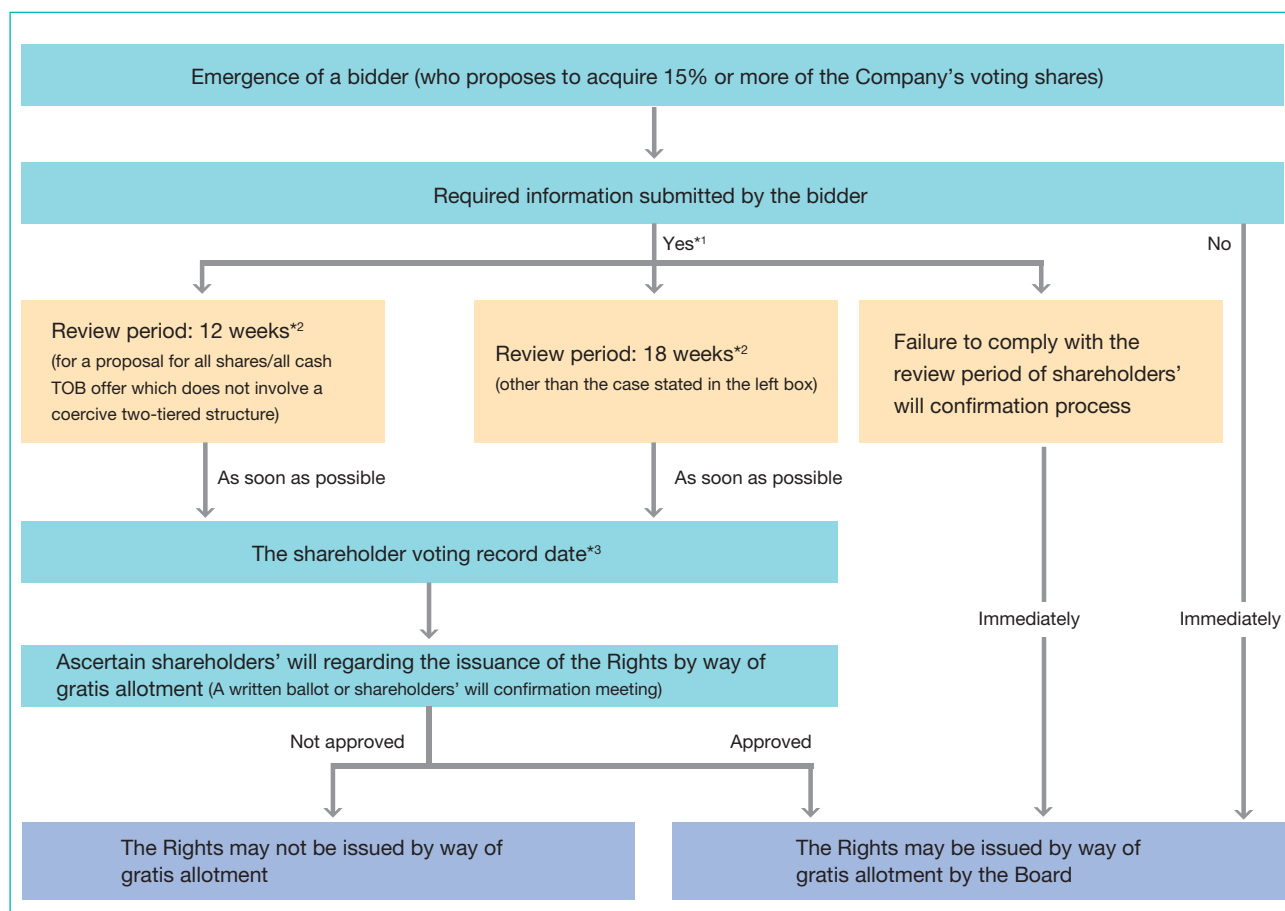 Emergence of a bidder (who proposes to acquire 15% or more of the Company’s voting shares)
Required information submitted by the bidder
Yes*1
No
Review period: 12 weeks*2
(for a proposal for all shares/all cash
TOB offer which does not involve a
coercive two-tiered structure)
Review period: 18 weeks*2
(other than the case stated in the left box)
Failure to comply with the
review period of shareholders’
will confirmation process
As soon as possible
As soon as possible
The shareholder voting record date*3
Immediately
Immediately
Ascertain shareholders’ will regarding the issuance of the Rights by way of
gratis allotment (A written ballot or shareholders’ will confirmation meeting)
Not approved
Approved
The Rights may not be issued by way of
gratis allotment
The Rights may be issued by way of
gratis allotment by the Board